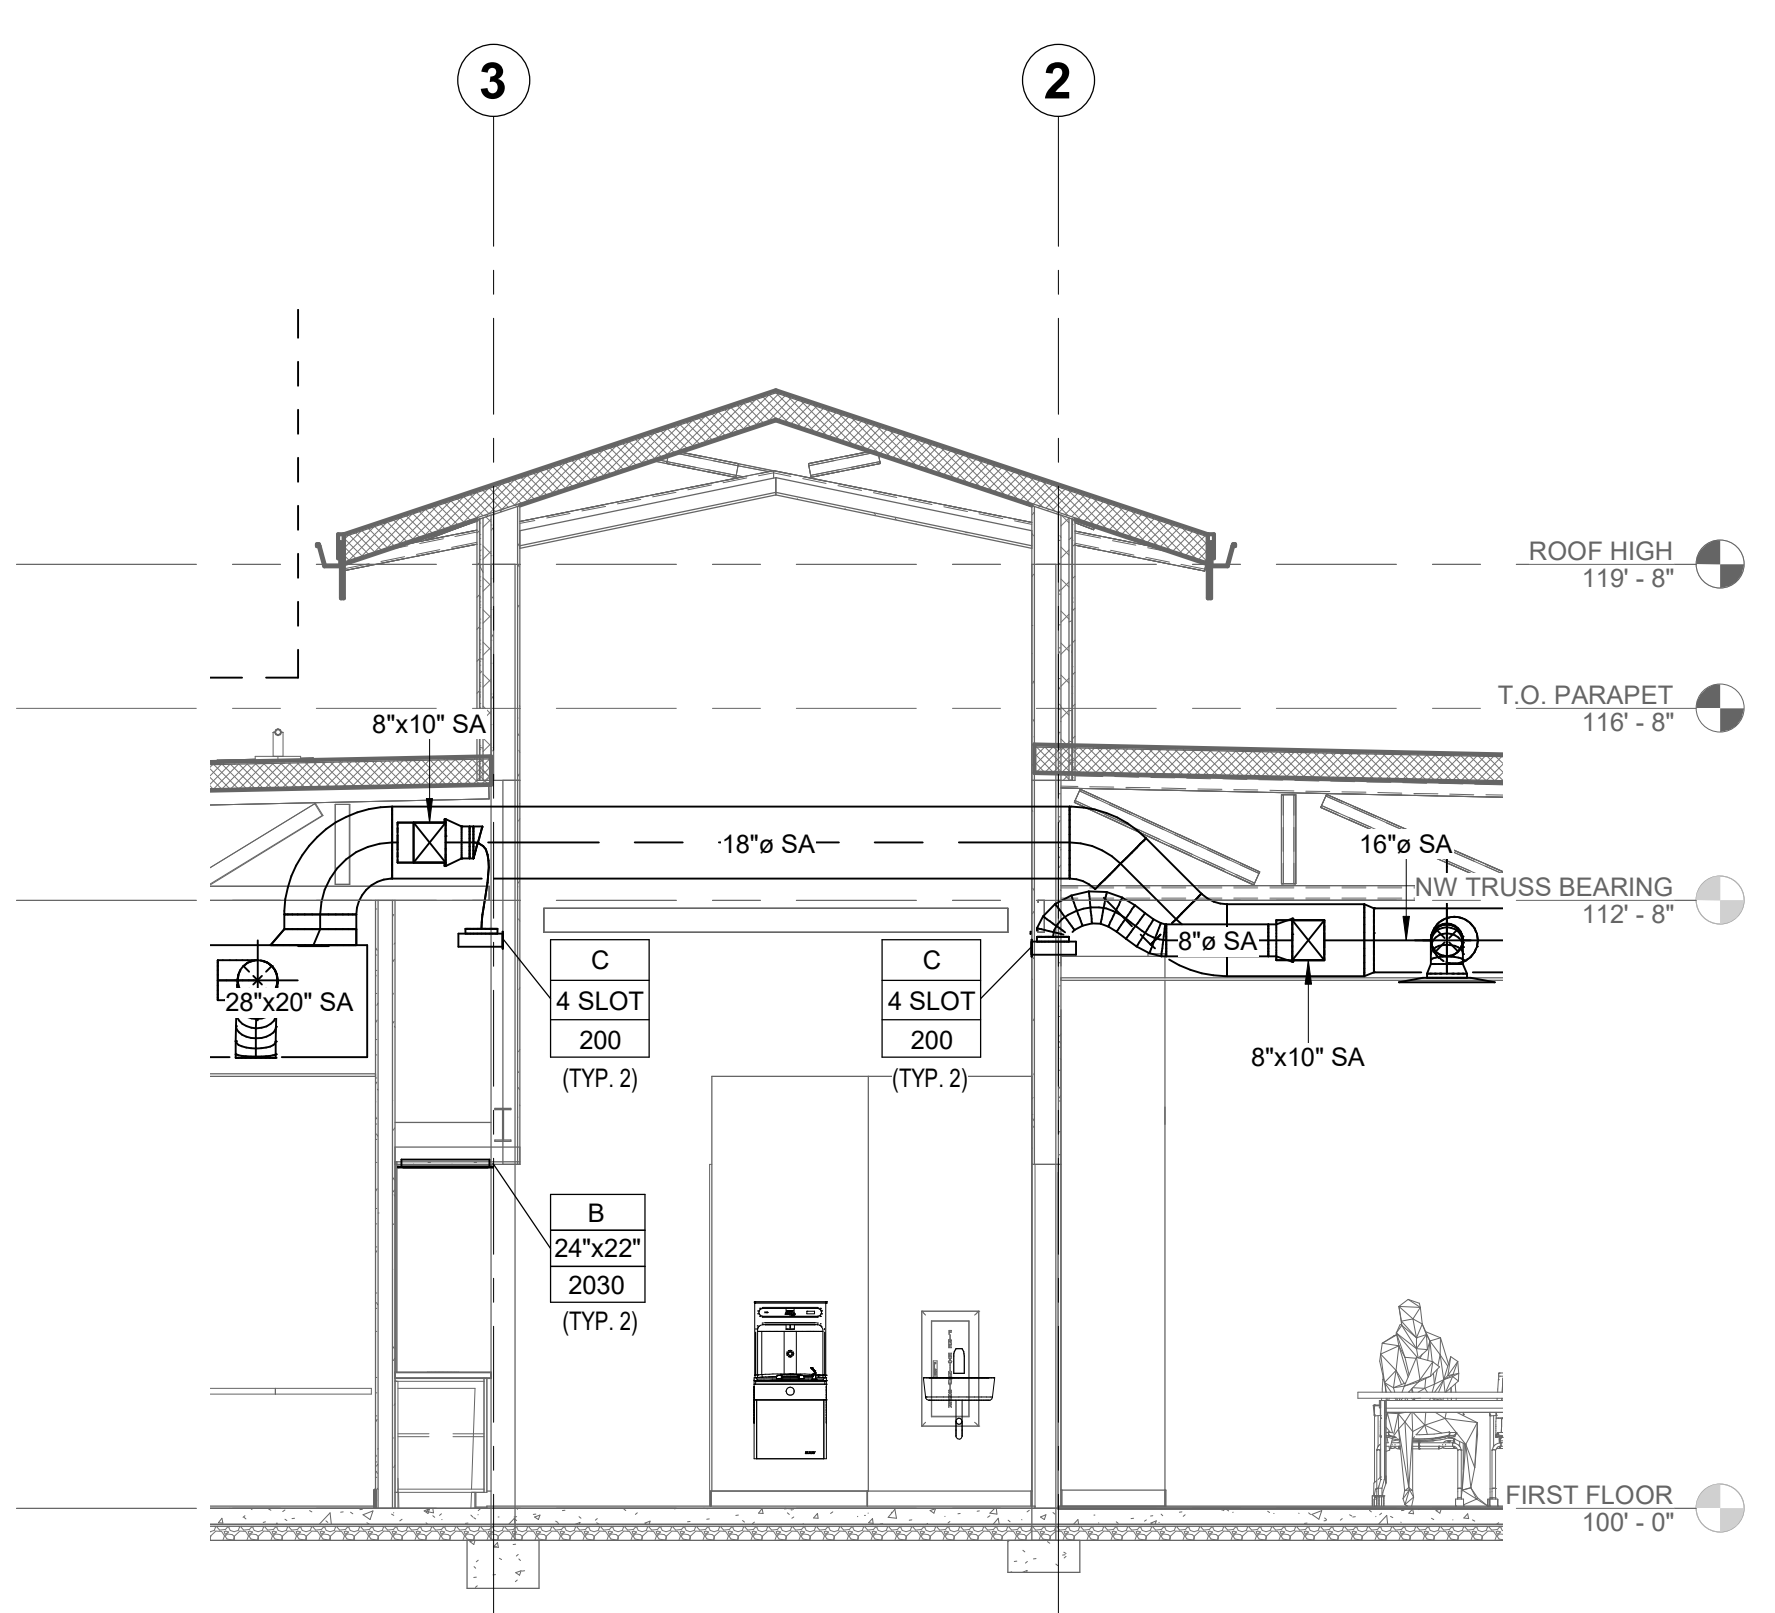 3
2
ROOF HIGH
119' - 8"
T.O. PARAPET
116' - 8"
8"x10" SA
18"ø SA
16"ø SA
NW TRUSS BEARING
112' - 8"
8"ø SA
28"x20" SA
C
4 SLOT
200
(TYP. 2)
C
4 SLOT
200
(TYP. 2)
8"x10" SA
B
24"x22"
2030
(TYP. 2)
FIRST FLOOR
100' - 0"